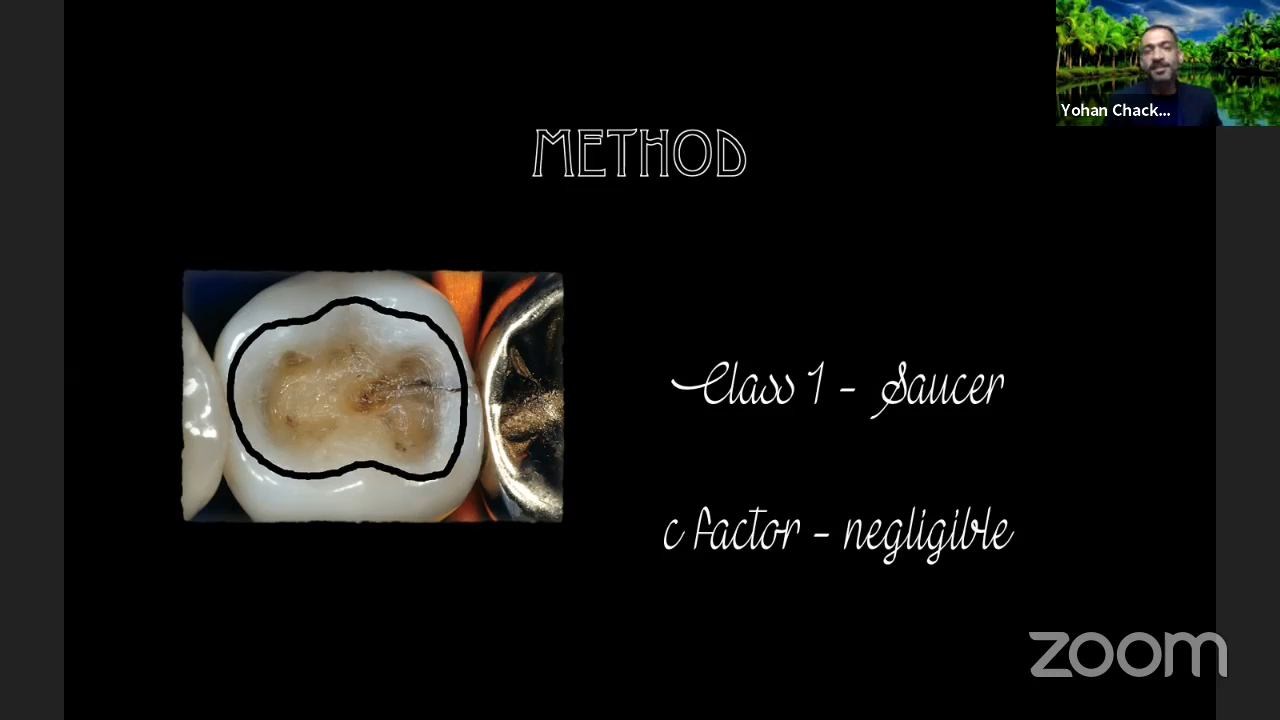 Yohan Chack...
METHOD
Class 1 - Saucer
c factor - negligible
zoom